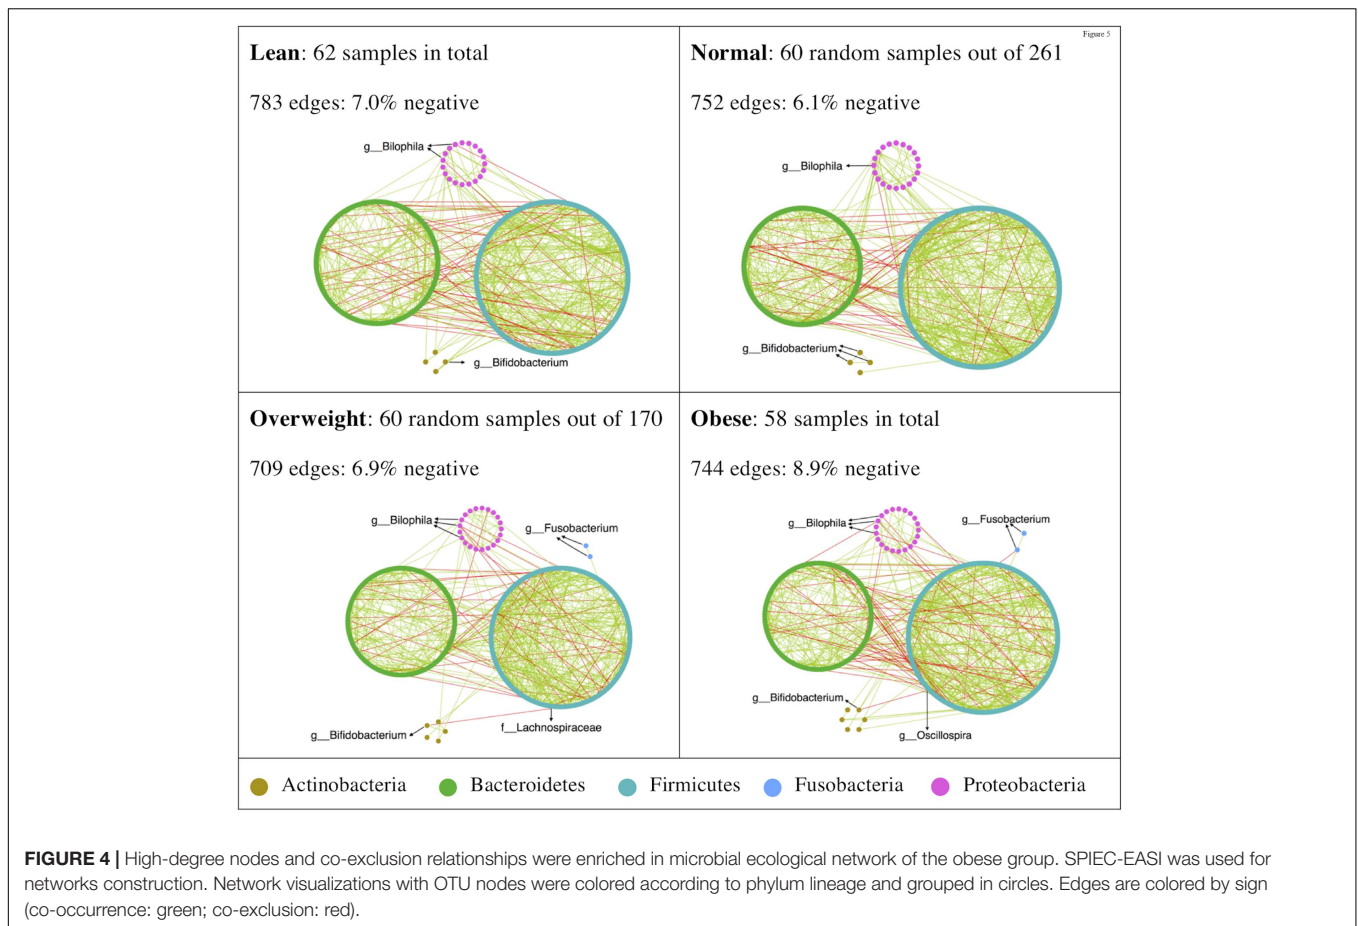 Figure 5
Lean: 62 samples in total
783 edges: 7.0% negative
g__Bilophila
g__Bifidobacterium
Normal: 60 random samples out of 261
752 edges: 6.1% negative
g__Bilophila
g__Bifidobacterium
Overweight: 60 random samples out of 170
709 edges: 6.9% negative
g__Bilophila
g__Fusobacterium
g__Bifidobacterium
f__Lachnospiraceae
Obese: 58 samples in total
744 edges: 8.9% negative
g__Bilophila
g__Fusobacterium
g__Bifidobacterium
g__Oscillospira
Actinobacteria
Bacteroidetes
Firmicutes
Fusobacteria
Proteobacteria
FIGURE 4 | High-degree nodes and co-exclusion relationships were enriched in microbial ecological network of the obese group. SPIEC-EASI was used for
networks construction. Network visualizations with OTU nodes were colored according to phylum lineage and grouped in circles. Edges are colored by sign
(co-occurrence: green; co-exclusion: red).